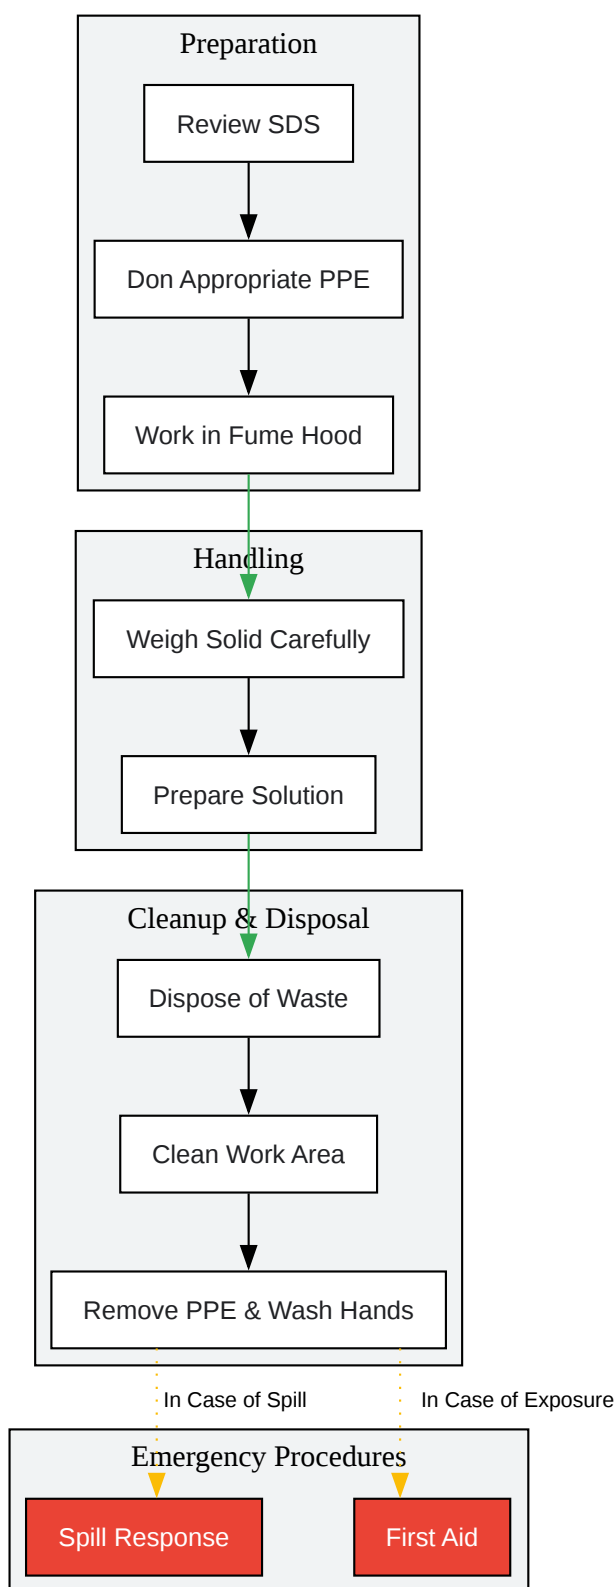 Preparation
Review SDS
Don Appropriate PPE
Work in Fume Hood
Handling
Weigh Solid Carefully
Prepare Solution
Cleanup & Disposal
Dispose of Waste
Clean Work Area
Remove PPE & Wash Hands
In Case of Spill
In Case of Exposure
Emergency Procedures
Spill Response
First Aid